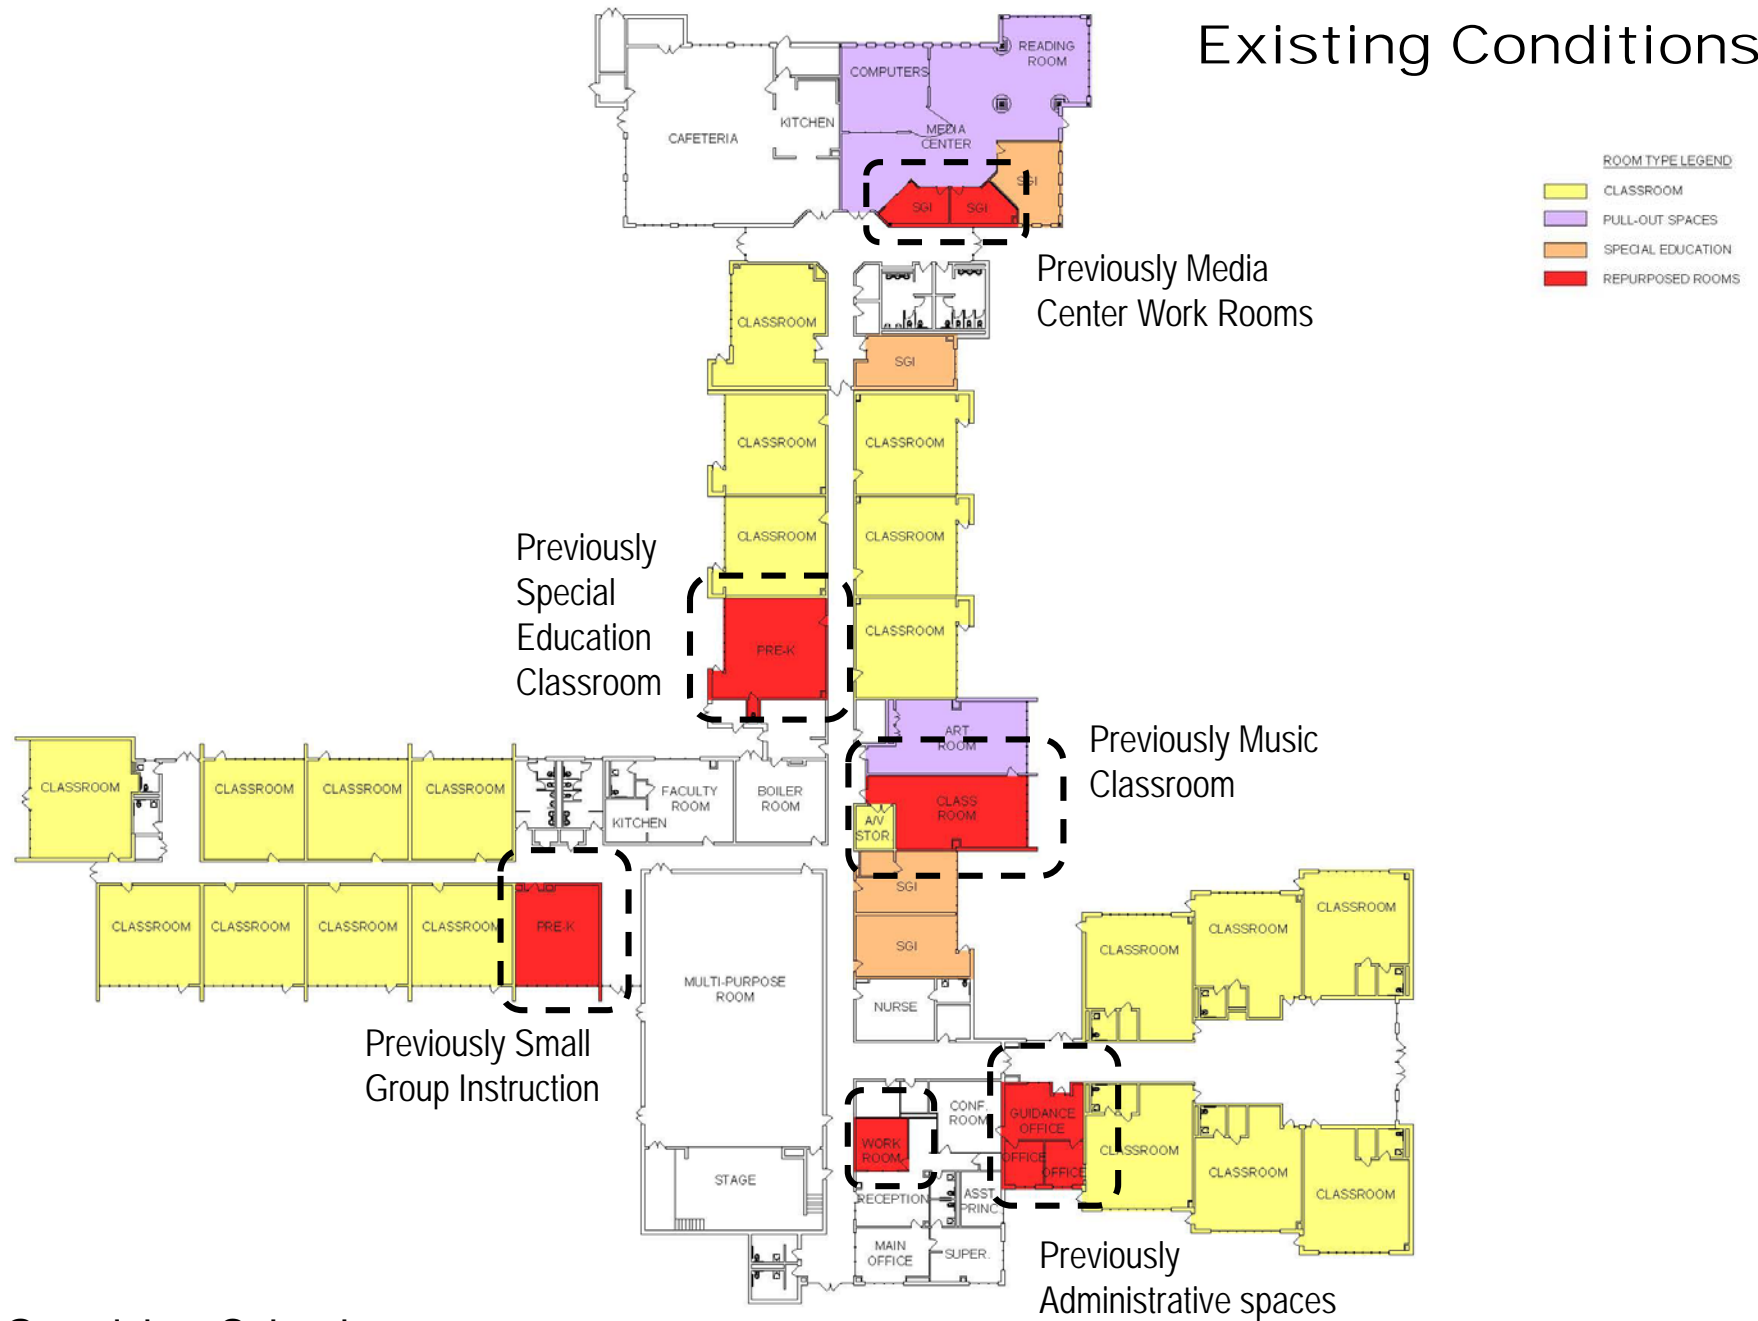 Existing Conditions
READING
ROOM
COMPUTERS
KITCHEN
CAFETERIA
MEDIA
CENTER
SGI
SGI
SGI
ROOM TYPE LEGEND
CLASSROOM
PULL-OUT SPACES
SPECIAL EDUCATION
REPURPOSED ROOMS
Previously Media
Center Work Rooms
CLASSROOM
SGI
CLASSROOM
CLASSROOM
CLASSROOM
CLASSROOM
Previously
Special
Education
Classroom
PRE-K
CLASSROOM
ART
ROOM
Previously Music
Classroom
CLASSROOM
CLASSROOM
CLASSROOM
CLASSROOM
FACULTY
ROOM
KITCHEN
BOILER
ROOM
CLASS
ROOM
A/V
STOR.
SGI
CLASSROOM
CLASSROOM
CLASSROOM
CLASSROOM
PRE-K
SGI
CLASSROOM
CLASSROOM
CLASSROOM
MULTI-PURPOSE
ROOM
NURSE
Previously Small
Group Instruction
CONF.
ROOM
GUIDANCE
OFFICE
WORK
ROOM
OFFICE
OFFICE
CLASSROOM
CLASSROOM
CLASSROOM
STAGE
RECEPTION
ASST.
PRINC.
MAIN
OFFICE
SUPER.
Previously
Administrative spaces